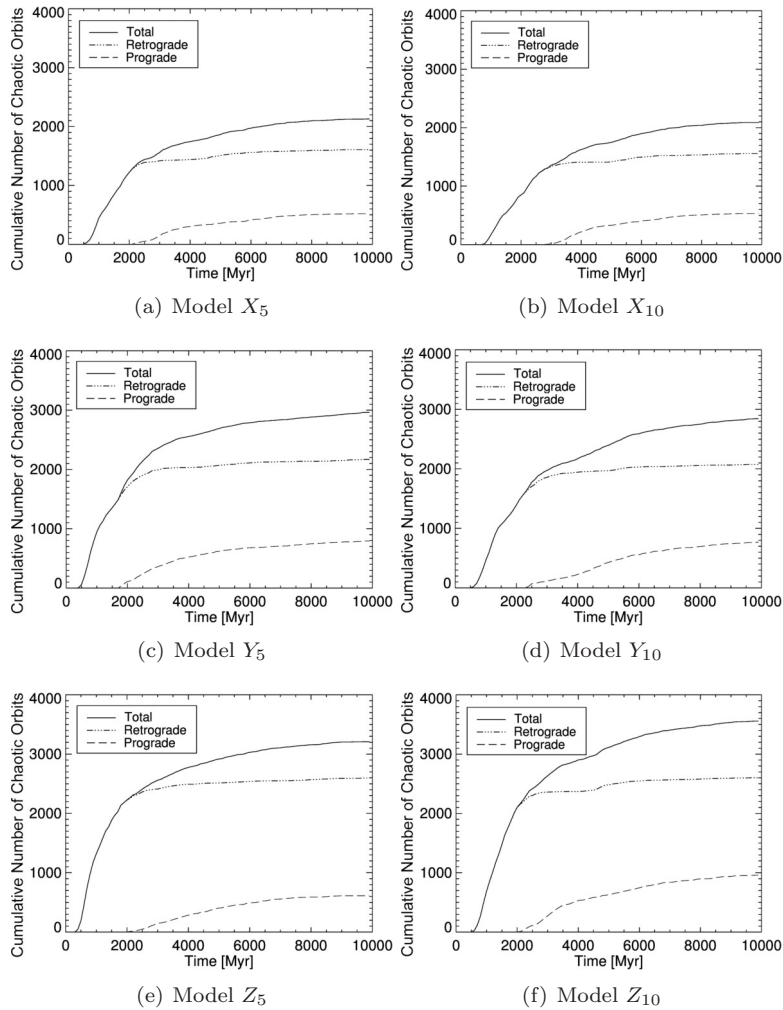 4000
3000
2000
1000
0
Cumulative Number of Chaotic Orbits
Total
Retrograde
Prograde
0 2000 4000 6000 8000 10000
Time [Myr]
(a) Model X5
4000
3000
2000
1000
0
Cumulative Number of Chaotic Orbits
Total
Retrograde
Prograde
0 2000 4000 6000 8000 10000
Time [Myr]
(b) Model X10
4000
3000
2000
1000
0
Cumulative Number of Chaotic Orbits
Total
Retrograde
Prograde
0 2000 4000 6000 8000 10000
Time [Myr]
(c) Model Y5
4000
3000
2000
1000
0
Cumulative Number of Chaotic Orbits
Total
Retrograde
Prograde
0 2000 4000 6000 8000 10000
Time [Myr]
(d) Model Y10
4000
3000
2000
1000
0
Cumulative Number of Chaotic Orbits
Total
Retrograde
Prograde
0 2000 4000 6000 8000 10000
Time [Myr]
(e) Model Z5
4000
3000
2000
1000
0
Cumulative Number of Chaotic Orbits
Total
Retrograde
Prograde
0 2000 4000 6000 8000 10000
Time [Myr]
(f) Model Z10